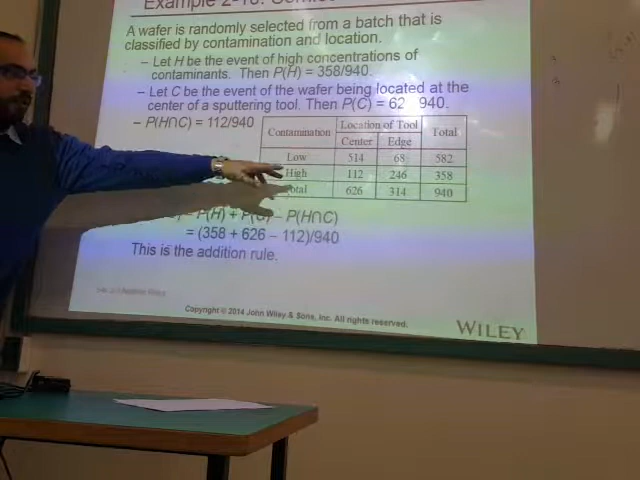 Example 2-
A wafer is randomly selected from a batch that is
classified by contamination and location.
– Let H be the event of high concentrations of
contaminants. Then P(H) = 358/940.
– Let C be the event of the wafer being located at the
center of a sputtering tool. Then P(C) = 62 940.
– P(H∩C) = 112/940
Contamination Location of Tool Total
Center Edge
Low 514 68 582
High 112 246 358
otal 626 314 940
P(H) + P( – P(H∩C)
= (358 + 626 – 112)/940
This is the addition rule.
Copyright © 2014 John Wiley & Sons, Inc. All rights reserved.
WILEY